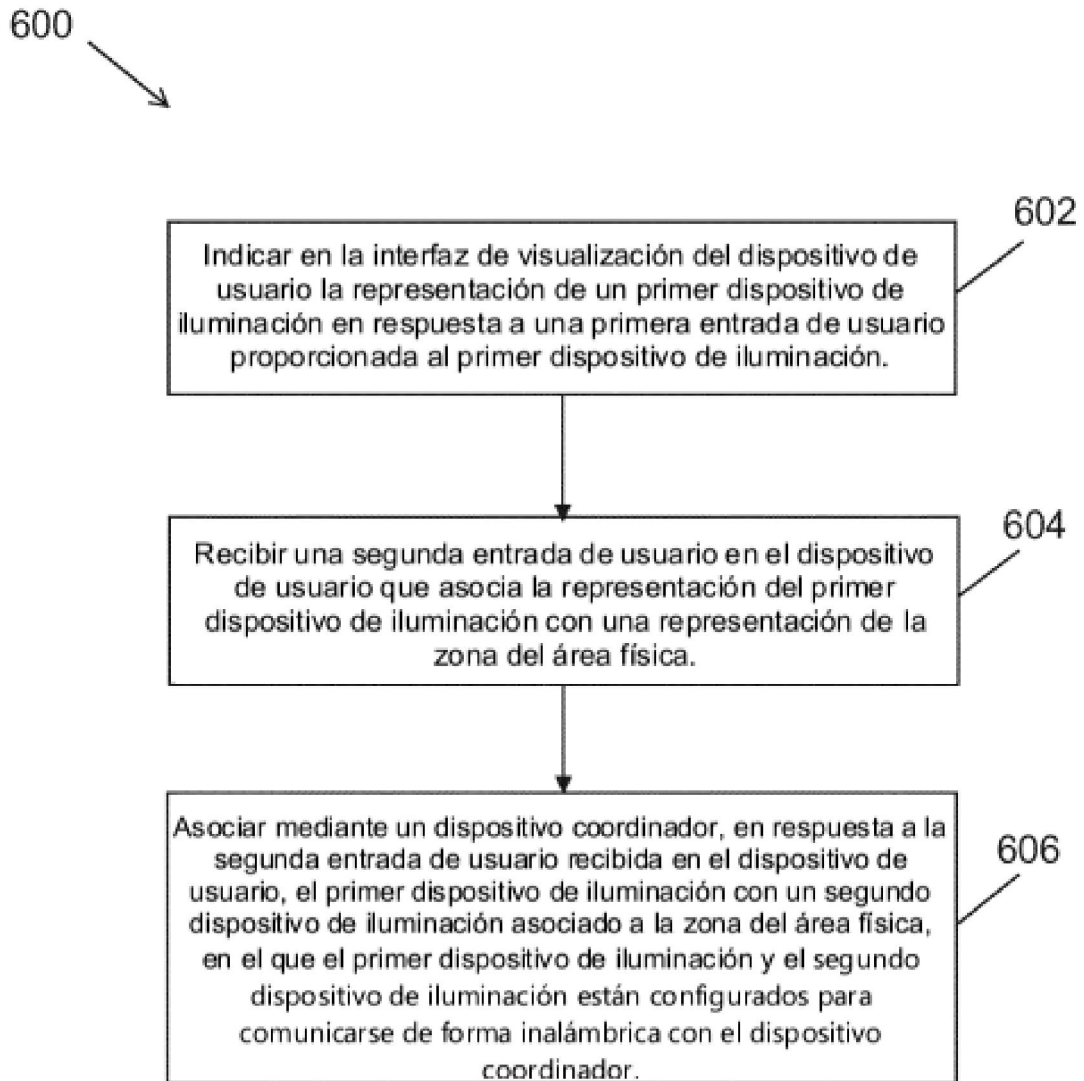 600
602
Indicar en la interfaz de visualización del dispositivo de
usuario la representación de un primer dispositivo de
iluminación en respuesta a una primera entrada de usuario
proporcionada al primer dispositivo de iluminación.
604
Recibir una segunda entrada de usuario en el dispositivo
de usuario que asocia la representación del primer
dispositivo de iluminación con una representación de la
zona del área física.
606
Asociar mediante un dispositivo coordinador, en respuesta a la
segunda entrada de usuario recibida en el dispositivo de
usuario, el primer dispositivo de iluminación con un segundo
dispositivo de iluminación asociado a la zona del área física,
en el que el primer dispositivo de iluminación y el segundo
dispositivo de iluminación están configurados para
comunicarse de forma inalámbrica con el dispositivo
coordinador.